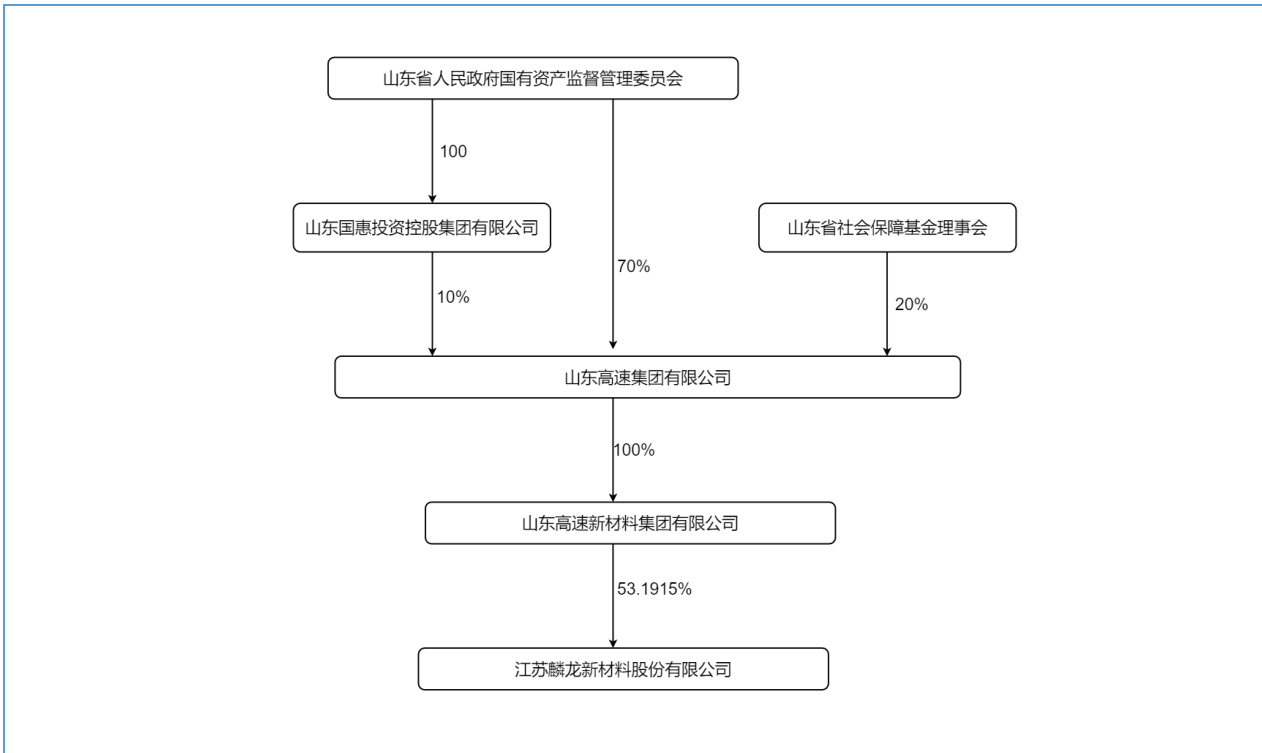 山东省人民政府国有资产监督管理委员会
100
山东国惠投资控股集团有限公司
山东省社会保障基金理事会
70%
10%
20%
山东高速集团有限公司
100%
山东高速新材料集团有限公司
53.1915%
江苏麟龙新材料股份有限公司